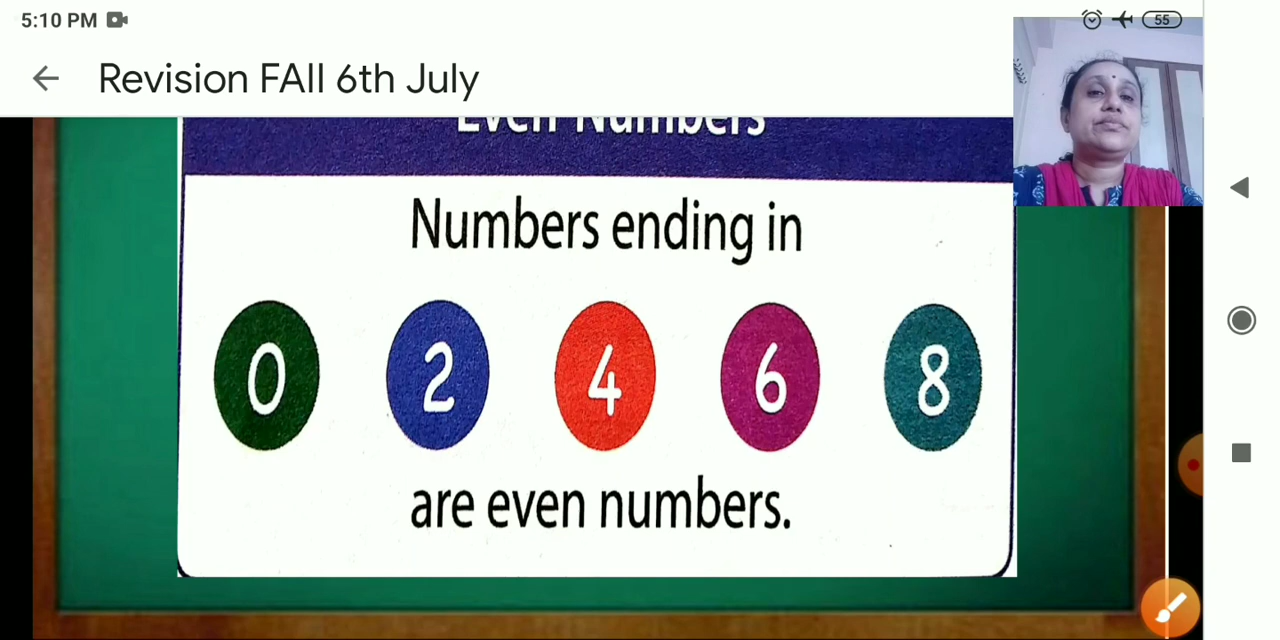 5:10 PM
55
Revision FAII 6th July
Even Numbers
Numbers ending in
0 2 4 6 8
are even numbers.